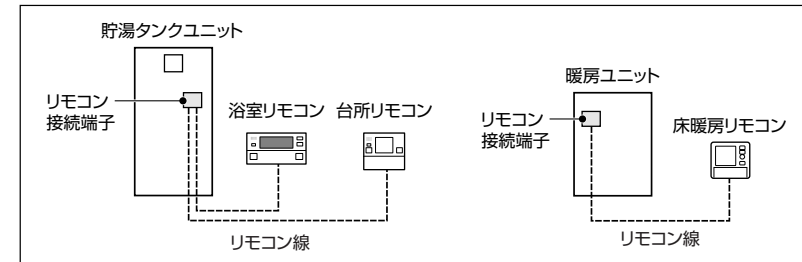 貯湯タンクユニット
リモコン
接続端子
浴室リモコン
台所リモコン
リモコン線
暖房ユニット
リモコン
接続端子
床暖房リモコン
リモコン線